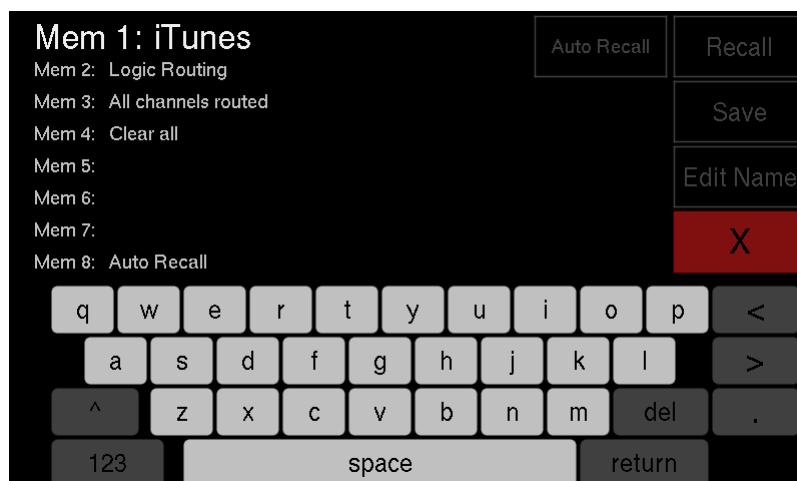 Mem 1: iTunes
Auto Recall
Recall
Mem 2: Logic Routing
Mem 3: All channels routed
Save
Mem 4: Clear all
Mem 5:
Edit Name
Mem 6:
Mem 7:
X
Mem 8: Auto Recall
q w e r t y u i o p <
a s d f g h j k l >
^ z x c v b n m del .
123 space return